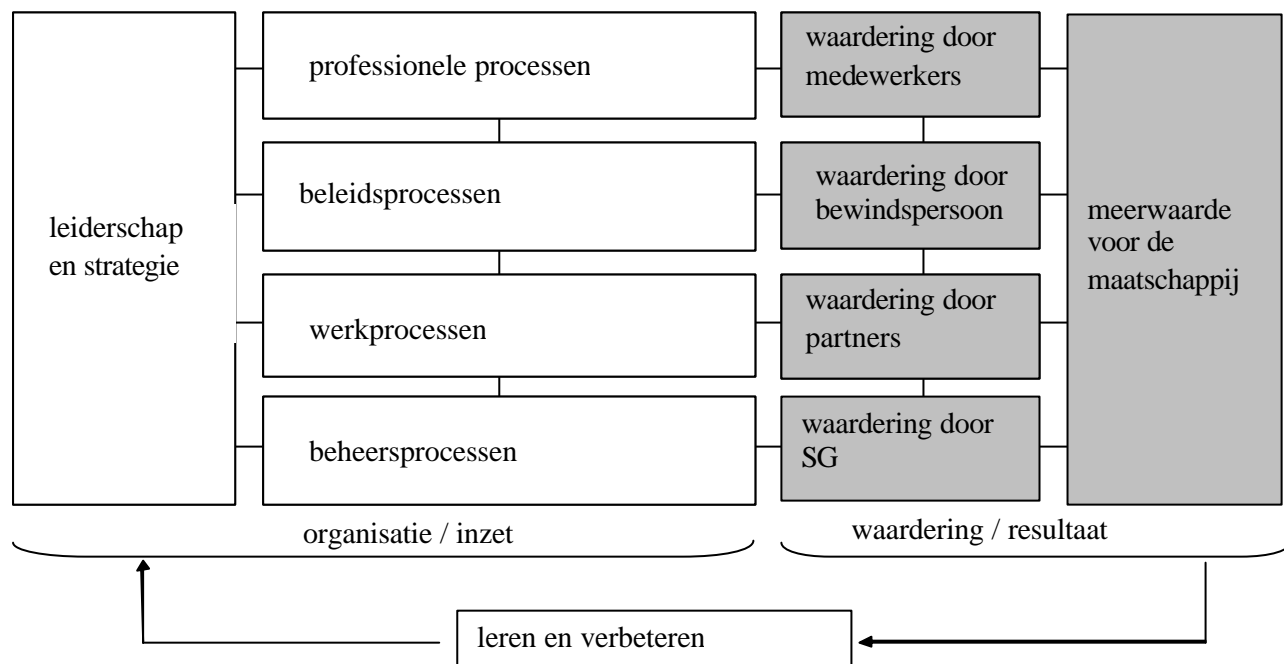 leiderschap
en strategie
professionele processen
beleidsprocessen
werkprocessen
beheersprocessen
waardering door
medewerkers
waardering door
bewindspersoon
waardering door
partners
waardering door
SG
meerwaarde
voor de
maatschappij
organisatie / inzet
waardering / resultaat
leren en verbeteren